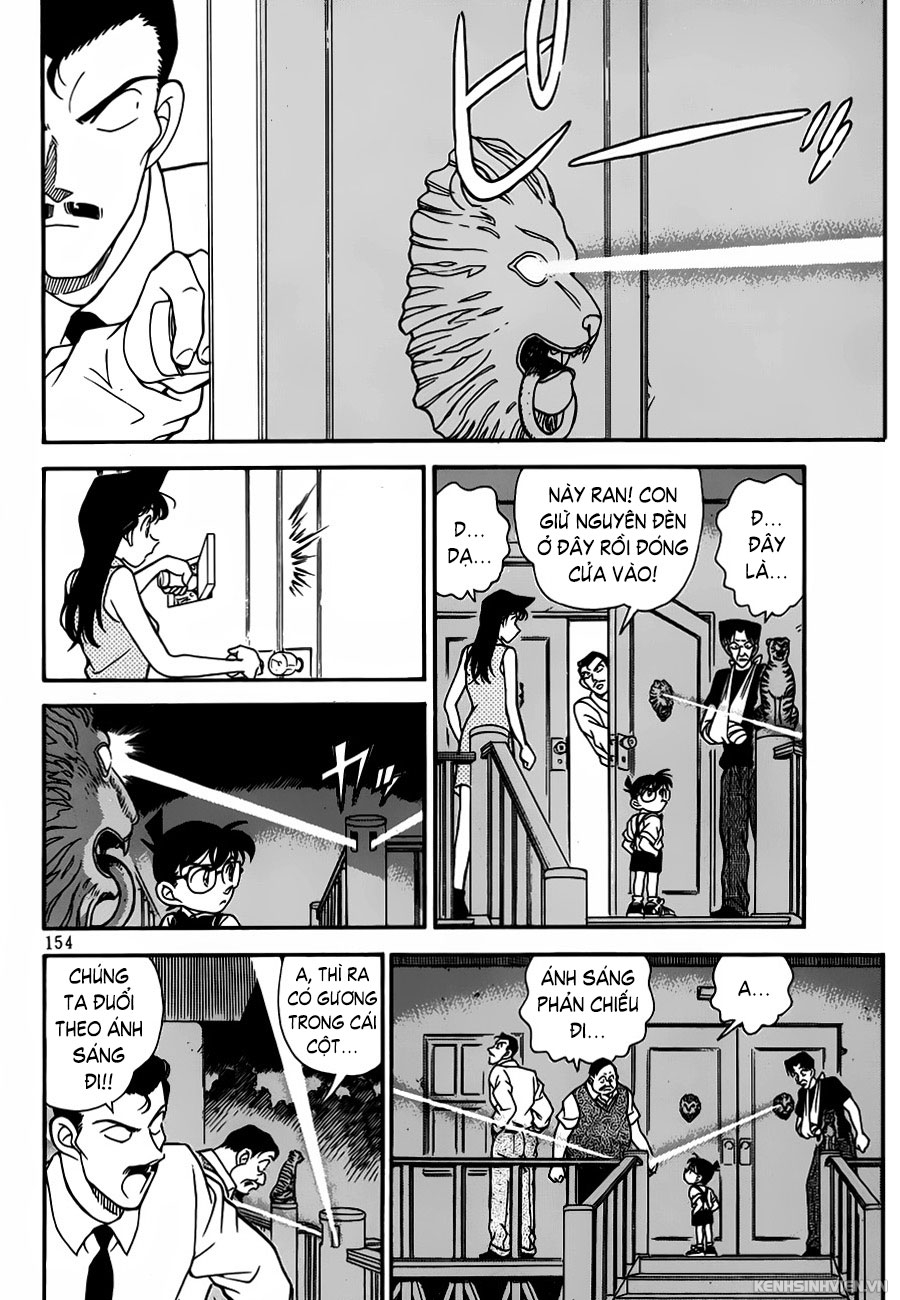 Đ...
ĐÂY
LÀ...
NÀY RAN! CON
GIỮ NGUYÊN ĐÈN
Ở ĐÂY RỒI ĐÓNG
CỬA VÀO!
D...
DẠ...
154
A...
ÁNH SÁNG
PHẢN CHIẾU
ĐI...
A, THÌ RA
CÓ GƯƠNG
TRONG CÁI
CỘT...
CHÚNG
TA ĐUỔI
THEO ÁNH
SÁNG
ĐI!!
KENHSINHVIEN.VN